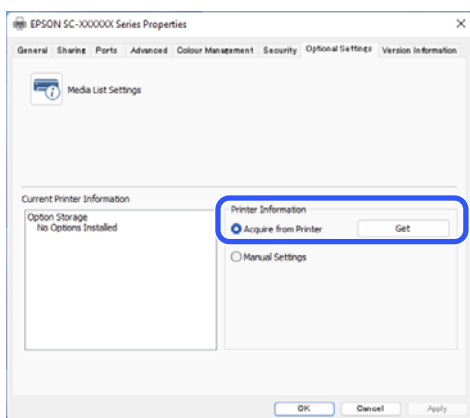 EPSON SC-XXXXXX Series Properties
General Sharing Ports Advanced Colour Management Security Optional Settings Version Information
Media List Settings
Current Printer Information
Option Storage
No Options Installed
Printer Information
Acquire from Printer Get
Manual Settings
OK Cancel Apply